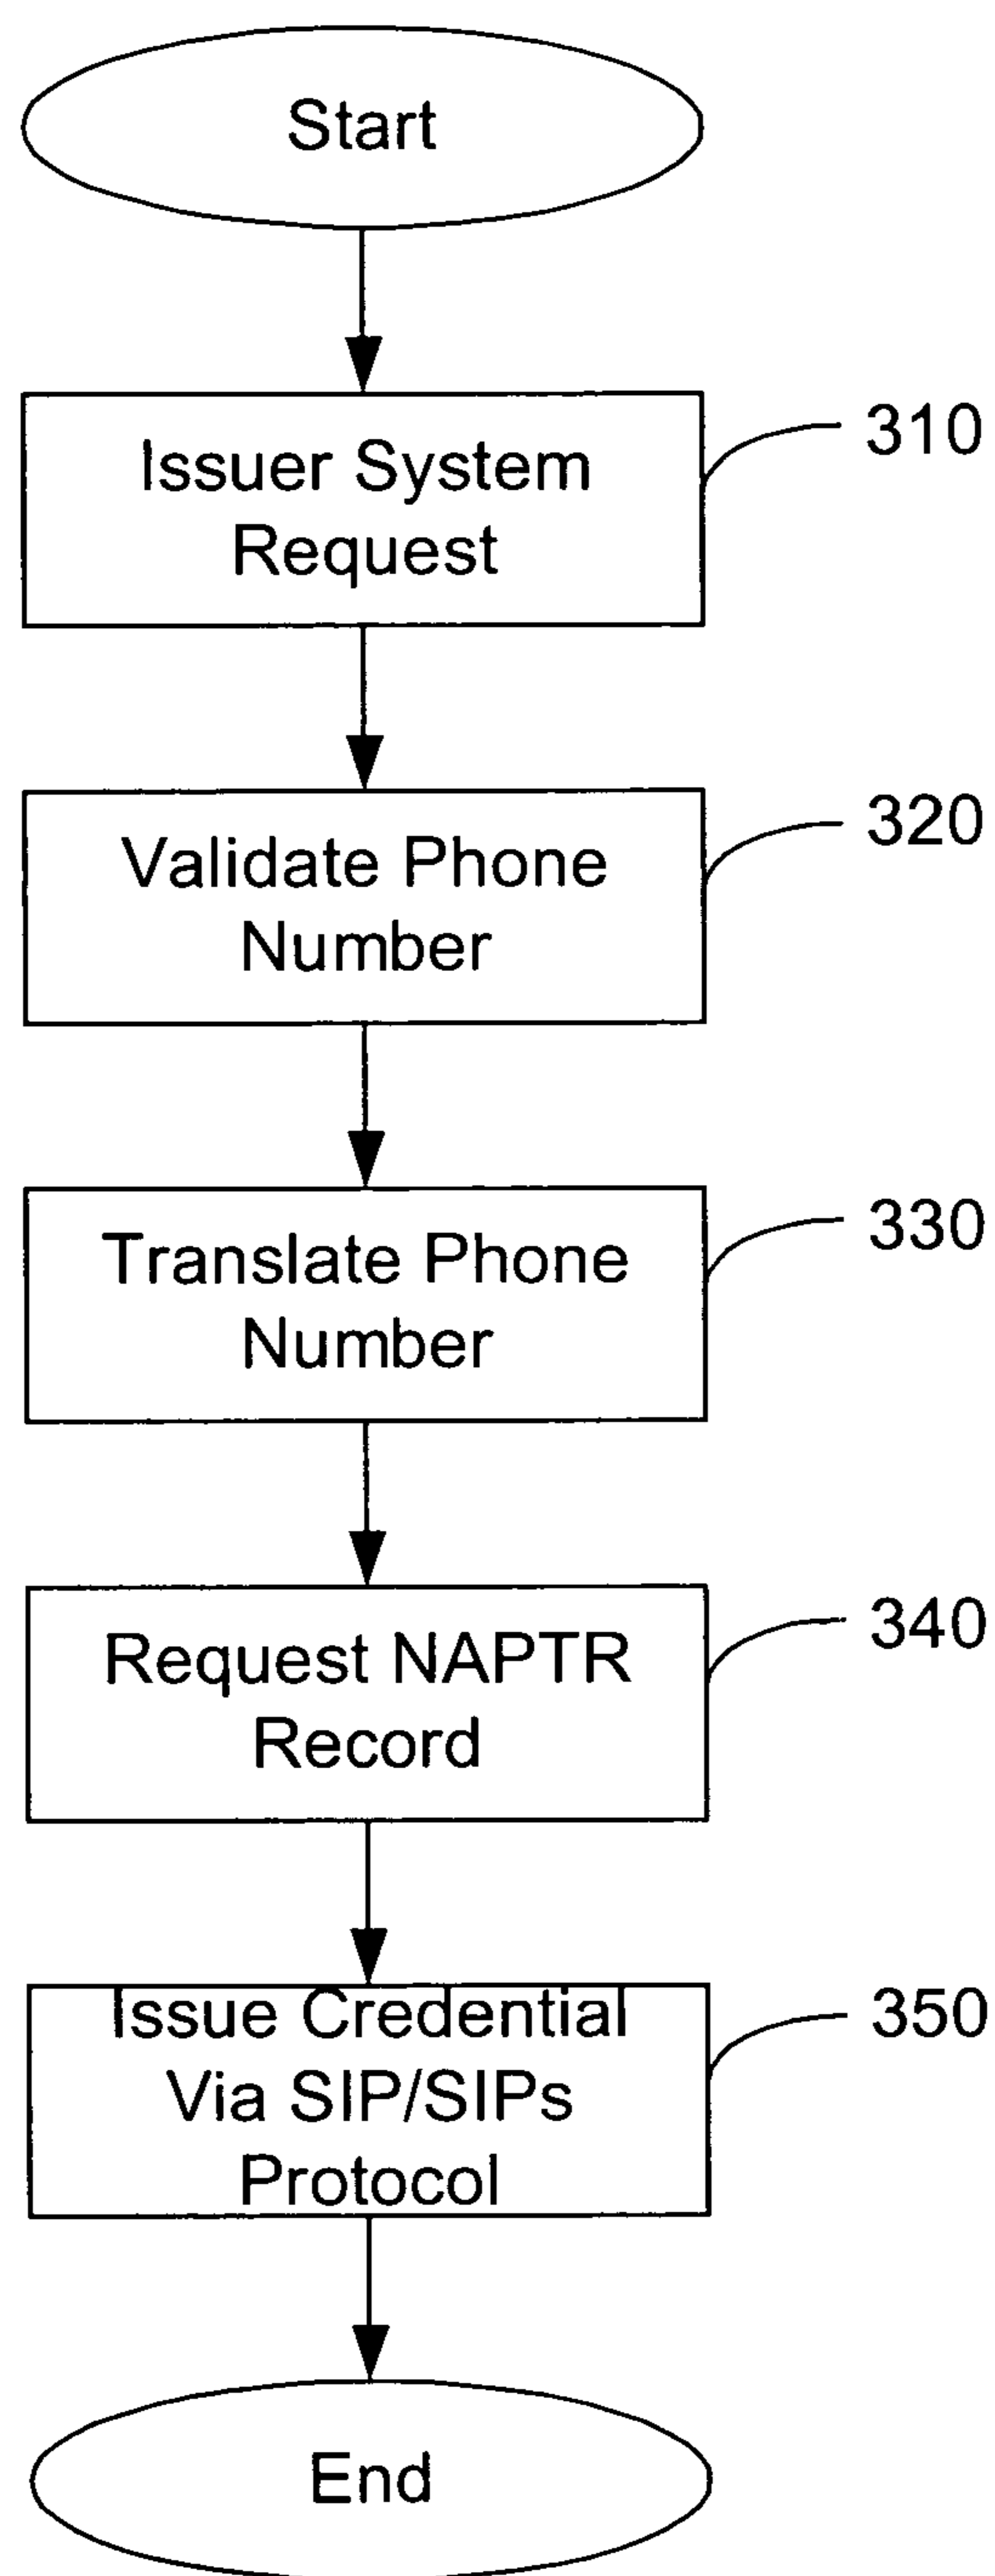 Start
Issuer System
Request
310
Validate Phone
Number
320
Translate Phone
Number
330
Request NAPTR
Record
340
Issue Credential
Via SIP/SIPs
Protocol
350
End